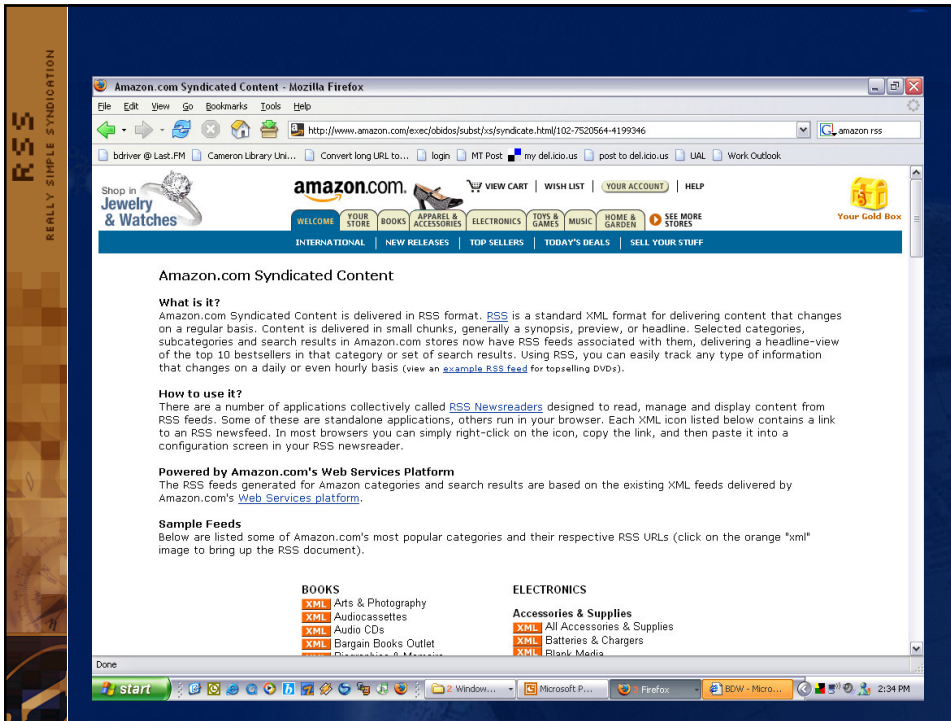 RSS
REALLY SIMPLE SYNDICATION
Amazon.com Syndicated Content - Mozilla Firefox
File Edit View Go Bookmarks Tools Help
http://www.amazon.com/exec/obidos/subst/xs/syndicate.html/102-7520564-4199346
amazon rss
bdriver @ Last.FM Cameron Library Uni... Convert long URL to... login MT Post my del.icio.us post to del.icio.us UAL Work Outlook
Shop in
Jewelry
& Watches
amazon.com.
VIEW CART | WISH LIST | YOUR ACCOUNT | HELP
WELCOME YOUR STORE BOOKS APPAREL & ACCESSORIES ELECTRONICS TOYS & GAMES MUSIC HOME & GARDEN SEE MORE STORES
Your Gold Box
INTERNATIONAL | NEW RELEASES | TOP SELLERS | TODAY'S DEALS | SELL YOUR STUFF
Amazon.com Syndicated Content
What is it?
Amazon.com Syndicated Content is delivered in RSS format. RSS is a standard XML format for delivering content that changes
on a regular basis. Content is delivered in small chunks, generally a synopsis, preview, or headline. Selected categories,
subcategories and search results in Amazon.com stores now have RSS feeds associated with them, delivering a headline-view
of the top 10 bestsellers in that category or set of search results. Using RSS, you can easily track any type of information
that changes on a daily or even hourly basis (view an example RSS feed for topselling DVDs).
How to use it?
There are a number of applications collectively called RSS Newsreaders designed to read, manage and display content from
RSS feeds. Some of these are standalone applications, others run in your browser. Each XML icon listed below contains a link
to an RSS newsfeed. In most browsers you can simply right-click on the icon, copy the link, and then paste it into a
configuration screen in your RSS newsreader.
Powered by Amazon.com's Web Services Platform
The RSS feeds generated for Amazon categories and search results are based on the existing XML feeds delivered by
Amazon.com's Web Services platform.
Sample Feeds
Below are listed some of Amazon.com's most popular categories and their respective RSS URLs (click on the orange "xml"
image to bring up the RSS document).
BOOKS
XML Arts & Photography
XML Audiocassettes
XML Audio CDs
XML Bargain Books Outlet
ELECTRONICS
Accessories & Supplies
XML All Accessories & Supplies
XML Batteries & Chargers
XML Blank Media
Done
start
2 Window... Microsoft P... Firefox BDW - Micro... 2:34 PM